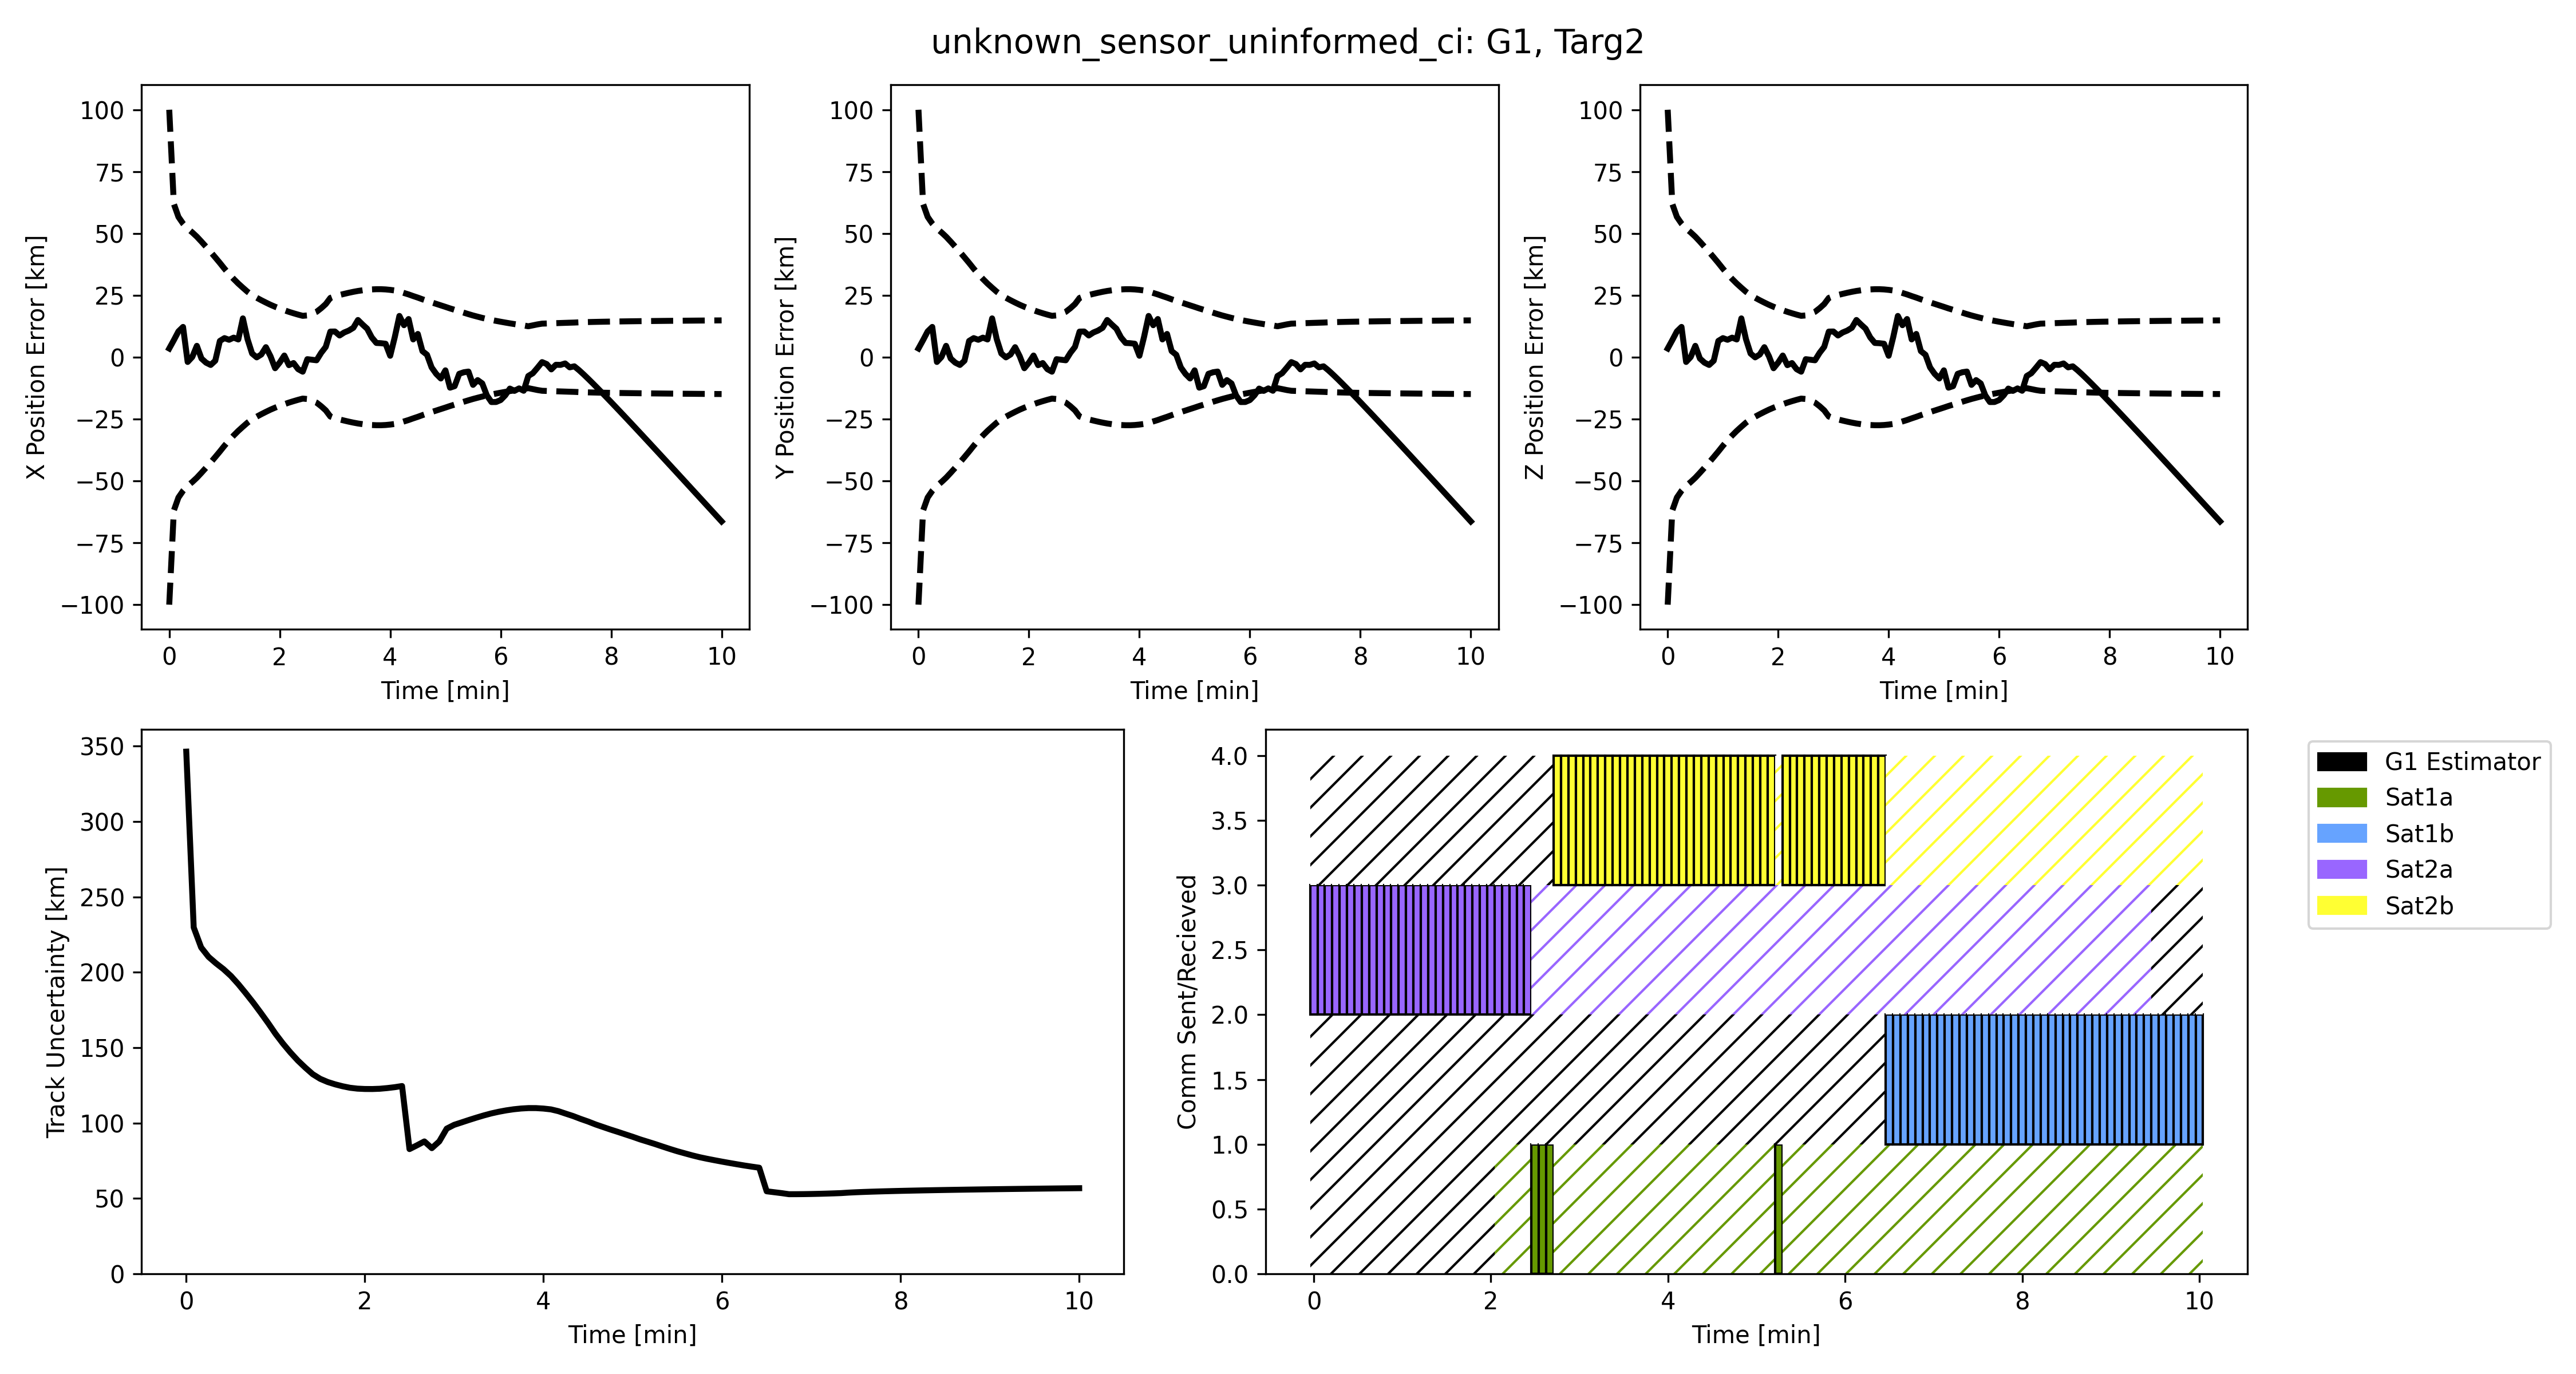 unknown_sensor_uninformed_ci: G1, Targ2
X Position Error [km]
100
75
50
25
0
−25
−50
−75
−100
0 2 4 6 8 10
Time [min]
Y Position Error [km]
100
75
50
25
0
−25
−50
−75
−100
0 2 4 6 8 10
Time [min]
Z Position Error [km]
100
75
50
25
0
−25
−50
−75
−100
0 2 4 6 8 10
Time [min]
Track Uncertainty [km]
350
300
250
200
150
100
50
0
0 2 4 6 8 10
Time [min]
Comm Sent/Recieved
4.0
3.5
3.0
2.5
2.0
1.5
1.0
0.5
0.0
0 2 4 6 8 10
Time [min]
G1 Estimator
Sat1a
Sat1b
Sat2a
Sat2b